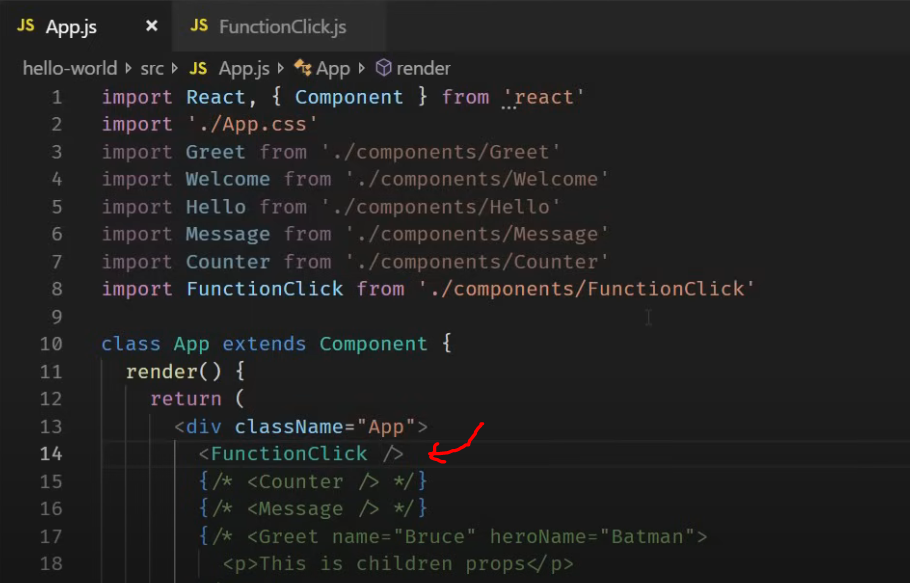 JS App.js × JS FunctionClick.js
hello-world src JS App.js App render
1 import React, { Component } from 'react'
2 import './App.css'
3 import Greet from './components/Greet'
4 import Welcome from './components/Welcome'
5 import Hello from './components/Hello'
6 import Message from './components/Message'
7 import Counter from './components/Counter'
8 import FunctionClick from './components/FunctionClick'
9
10 class App extends Component {
11 render() {
12 return (
13 <div className="App">
14 <FunctionClick />
15 {/* <Counter /> */}
16 {/* <Message /> */}
17 {/* <Greet name="Bruce" heroName="Batman">
18 <p>This is children props</p>